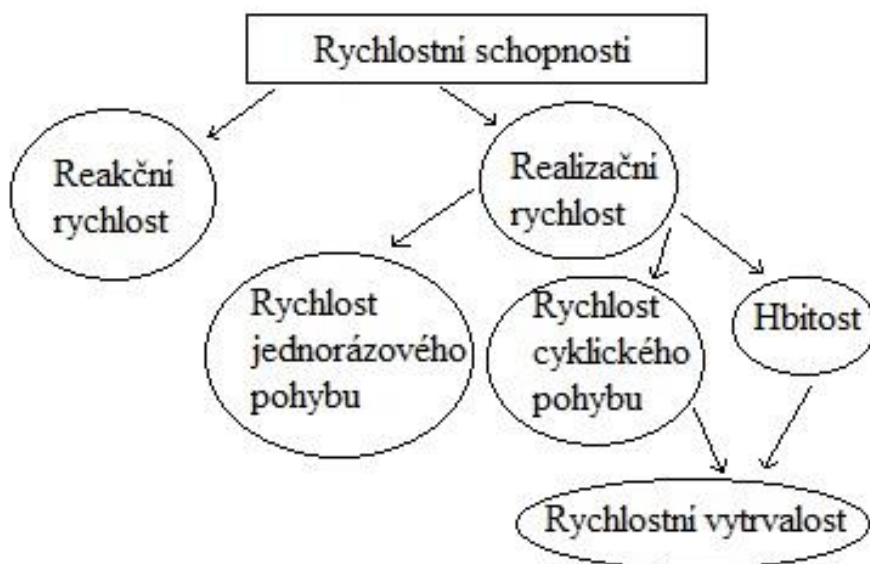 Rychlostní schopnosti
Reakční
rychlost
Realizační
rychlost
Rychlost
jednorázového
pohybu
Rychlost
cyklického
pohybu
Hbitost
Rychlostní vytrvalost